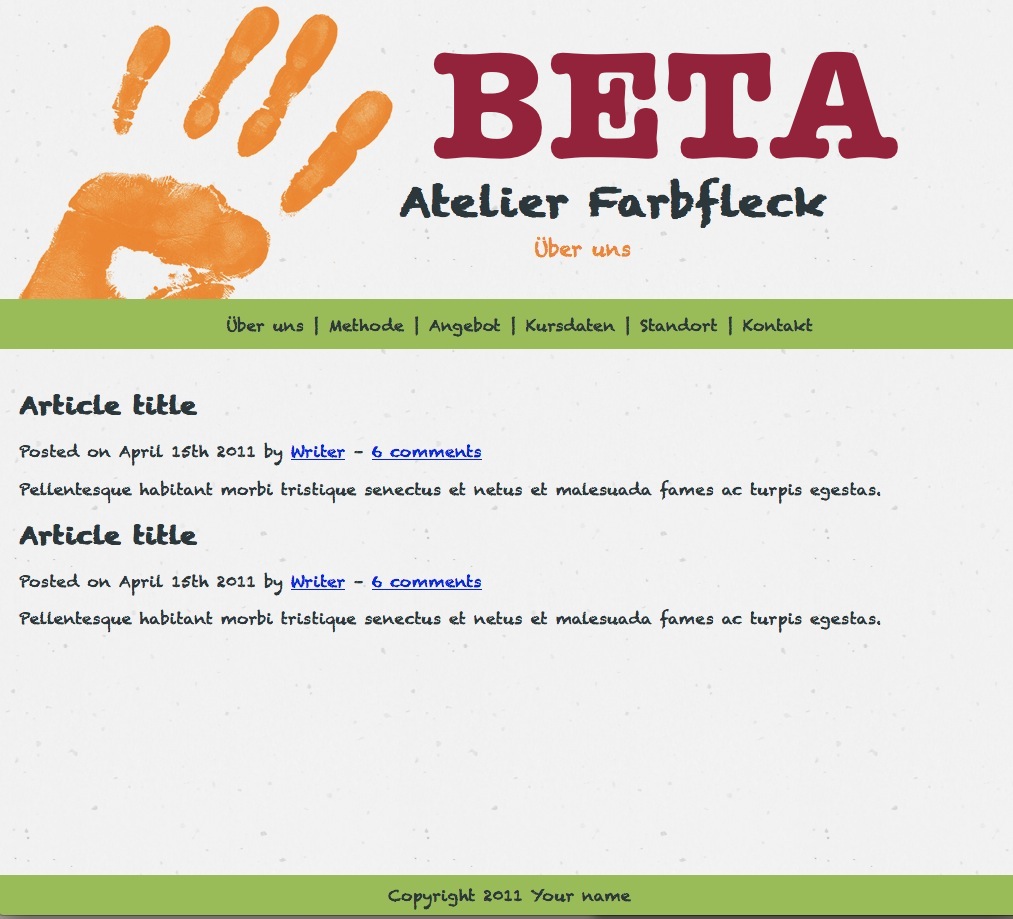 BETA
Atelier Farbfleck
Über uns
Über uns | Methode | Angebot | Kursdaten | Standort | Kontakt
Article title
Posted on April 15th 2011 by Writer – 6 comments
Pellentesque habitant morbi tristique senectus et netus et malesuada fames ac turpis egestas.
Article title
Posted on April 15th 2011 by Writer – 6 comments
Pellentesque habitant morbi tristique senectus et netus et malesuada fames ac turpis egestas.
Copyright 2011 Your name